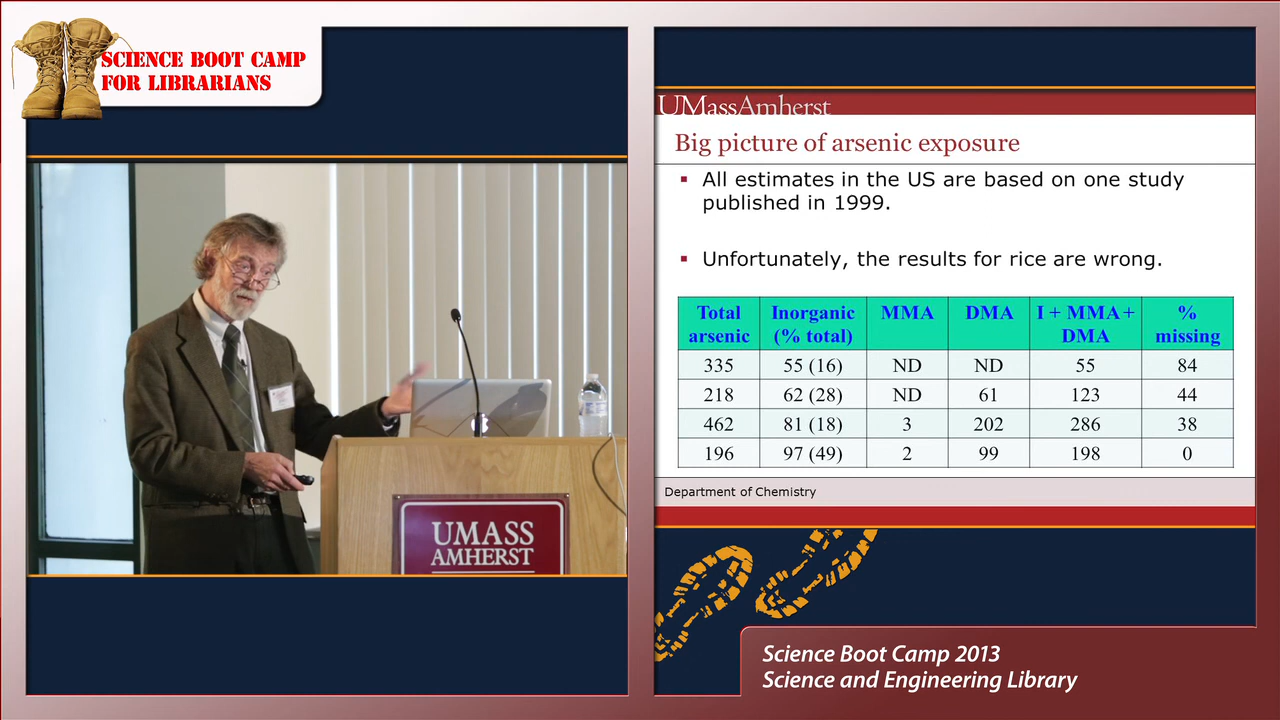 SCIENCE BOOT CAMP
FOR LIBRARIANS
UMASS
AMHERST
UMassAmherst
Big picture of arsenic exposure
▪ All estimates in the US are based on one study
published in 1999.
▪ Unfortunately, the results for rice are wrong.
Total arsenic | Inorganic (% total) | MMA | DMA | I + MMA + DMA | % missing
335 | 55 (16) | ND | ND | 55 | 84
218 | 62 (28) | ND | 61 | 123 | 44
462 | 81 (18) | 3 | 202 | 286 | 38
196 | 97 (49) | 2 | 99 | 198 | 0
Department of Chemistry
Science Boot Camp 2013
Science and Engineering Library